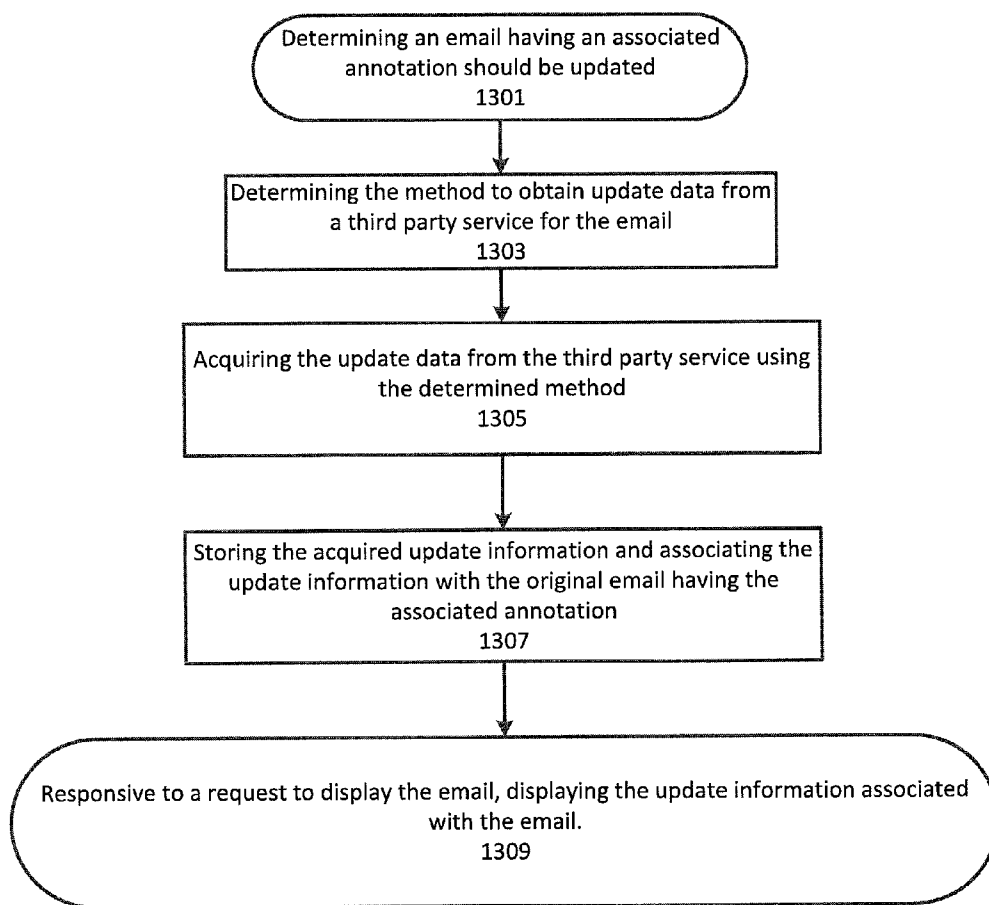 Determining an email having an associated
annotation should be updated
1301
Determining the method to obtain update data from
a third party service for the email
1303
Acquiring the update data from the third party service using
the determined method
1305
Storing the acquired update information and associating the
update information with the original email having the
associated annotation
1307
Responsive to a request to display the email, displaying the update information associated
with the email.
1309